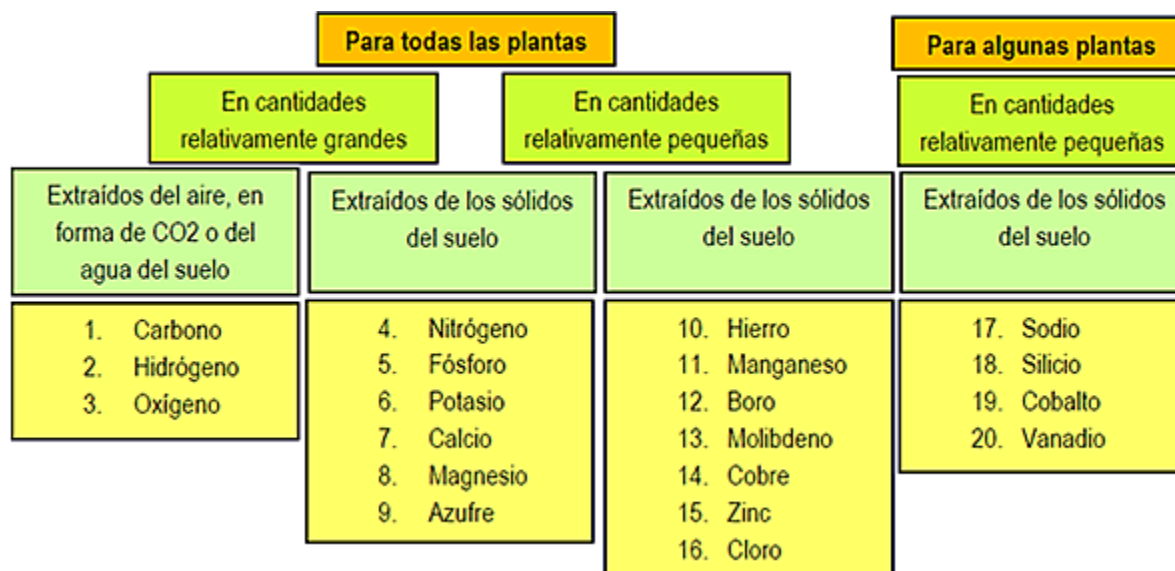 Para todas las plantas
Para algunas plantas
En cantidades
relativamente grandes
En cantidades
relativamente pequeñas
En cantidades
relativamente pequeñas
Extraídos del aire, en
forma de CO2 o del
agua del suelo
Extraídos de los sólidos
del suelo
Extraídos de los sólidos
del suelo
Extraídos de los sólidos
del suelo
1. Carbono
2. Hidrógeno
3. Oxígeno
4. Nitrógeno
5. Fósforo
6. Potasio
7. Calcio
8. Magnesio
9. Azufre
10. Hierro
11. Manganeso
12. Boro
13. Molibdeno
14. Cobre
15. Zinc
16. Cloro
17. Sodio
18. Silicio
19. Cobalto
20. Vanadio